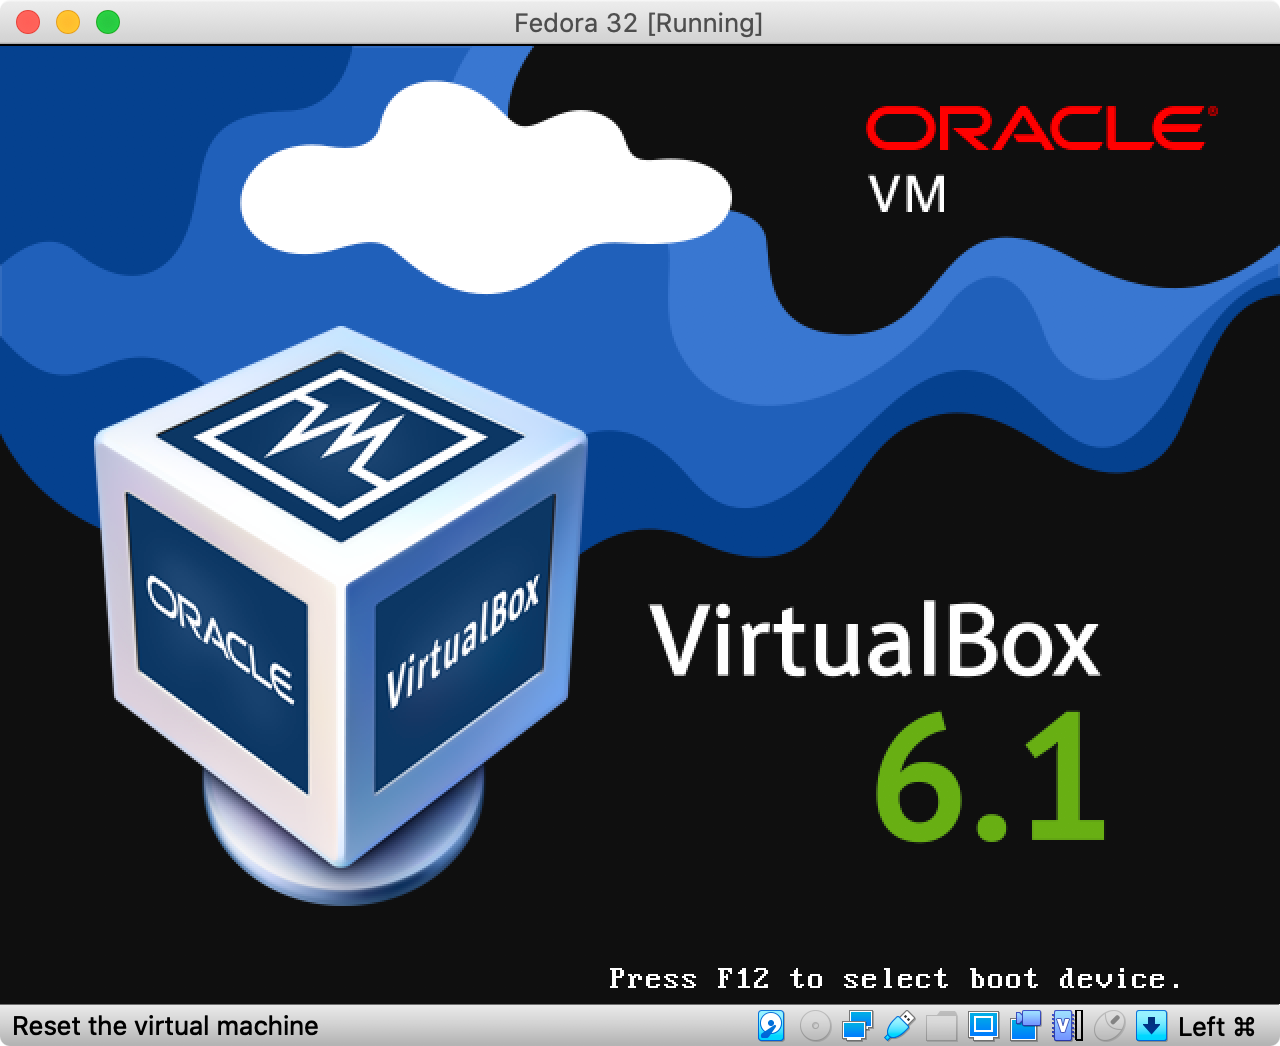 Fedora 32 [Running]
ORACLE®
VM
ORACLE
VirtualBox
VirtualBox
6.1
Press F12 to select boot device.
Reset the virtual machine
V
Left ⌘